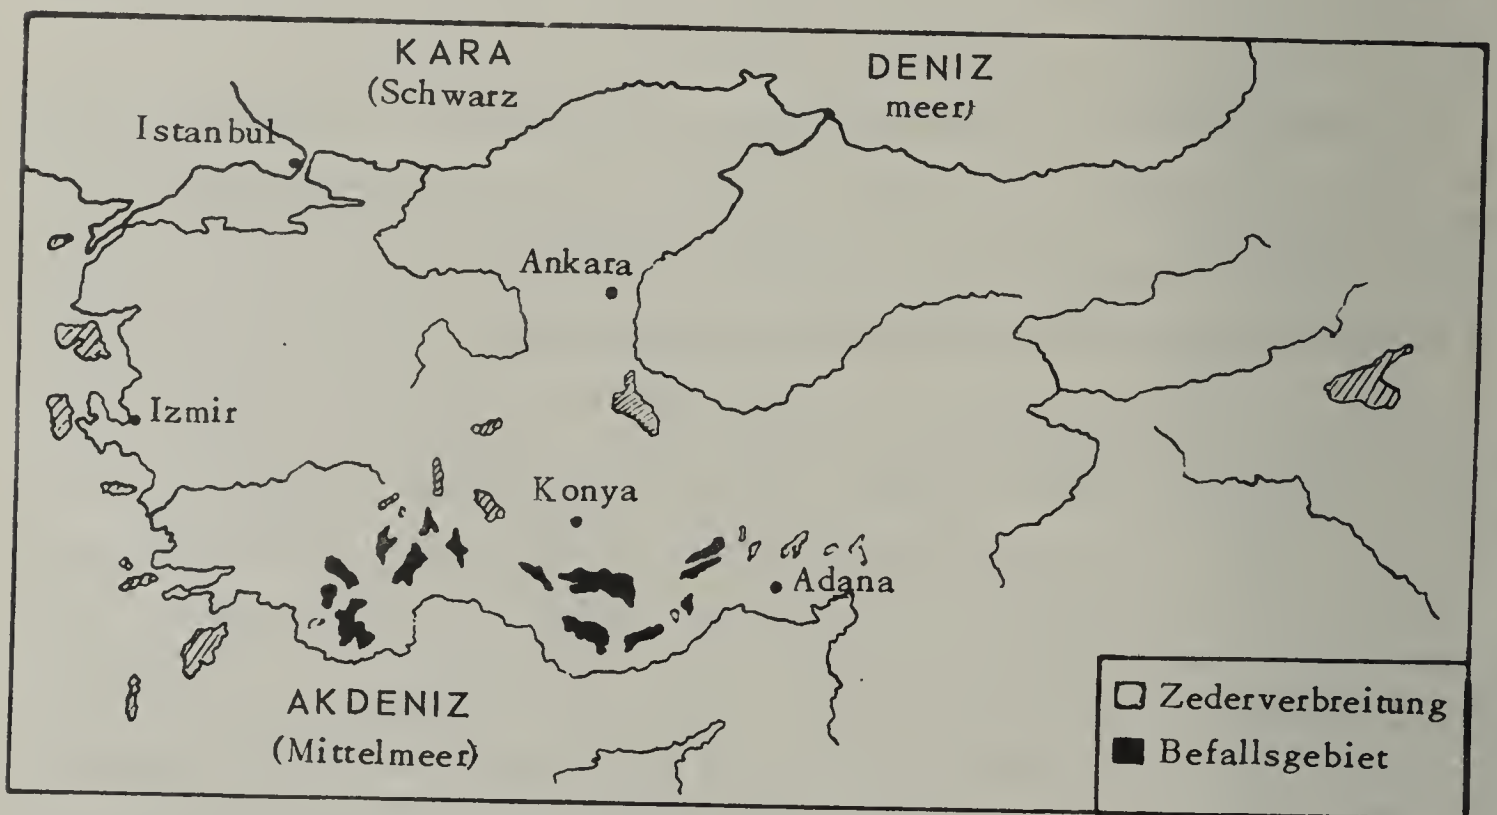 KARA
(Schwarz
DENIZ
meer)
Istanbul
Ankara
Izmir
Konya
Adana
AKDENIZ
(Mittelmeer)
Zederverbreitung
Befallsgebiet